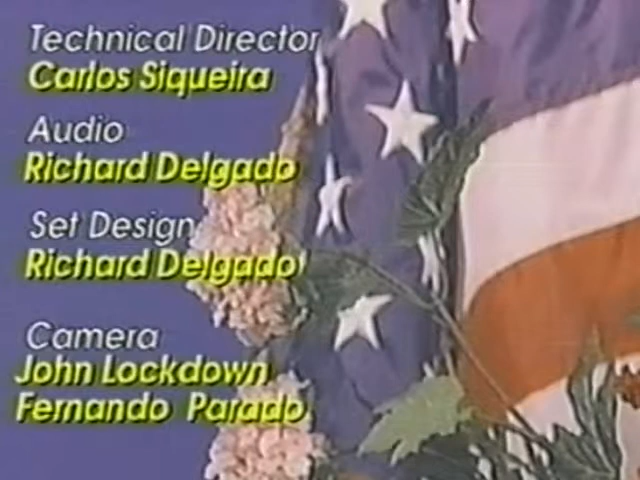 Technical Director
Carlos Siqueira
Audio
Richard Delgado
Set Design
Richard Delgado
Camera
John Lockdown
Fernando Parado